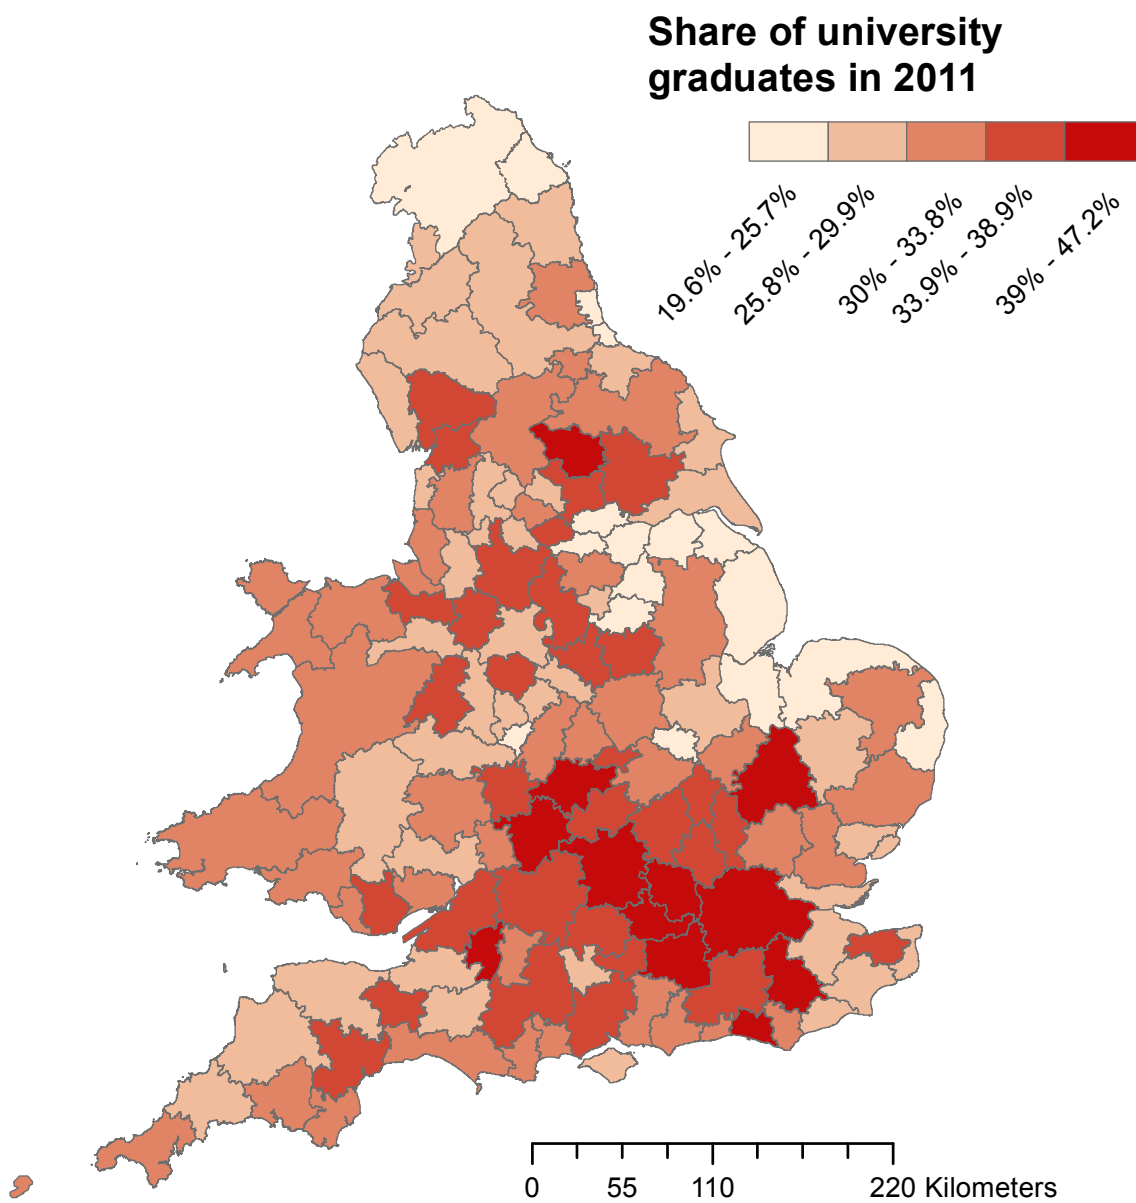 Share of university
graduates in 2011
19.6% - 25.7%
25.8% - 29.9%
30% - 33.8%
33.9% - 38.9%
39% - 47.2%
0 55 110 220 Kilometers